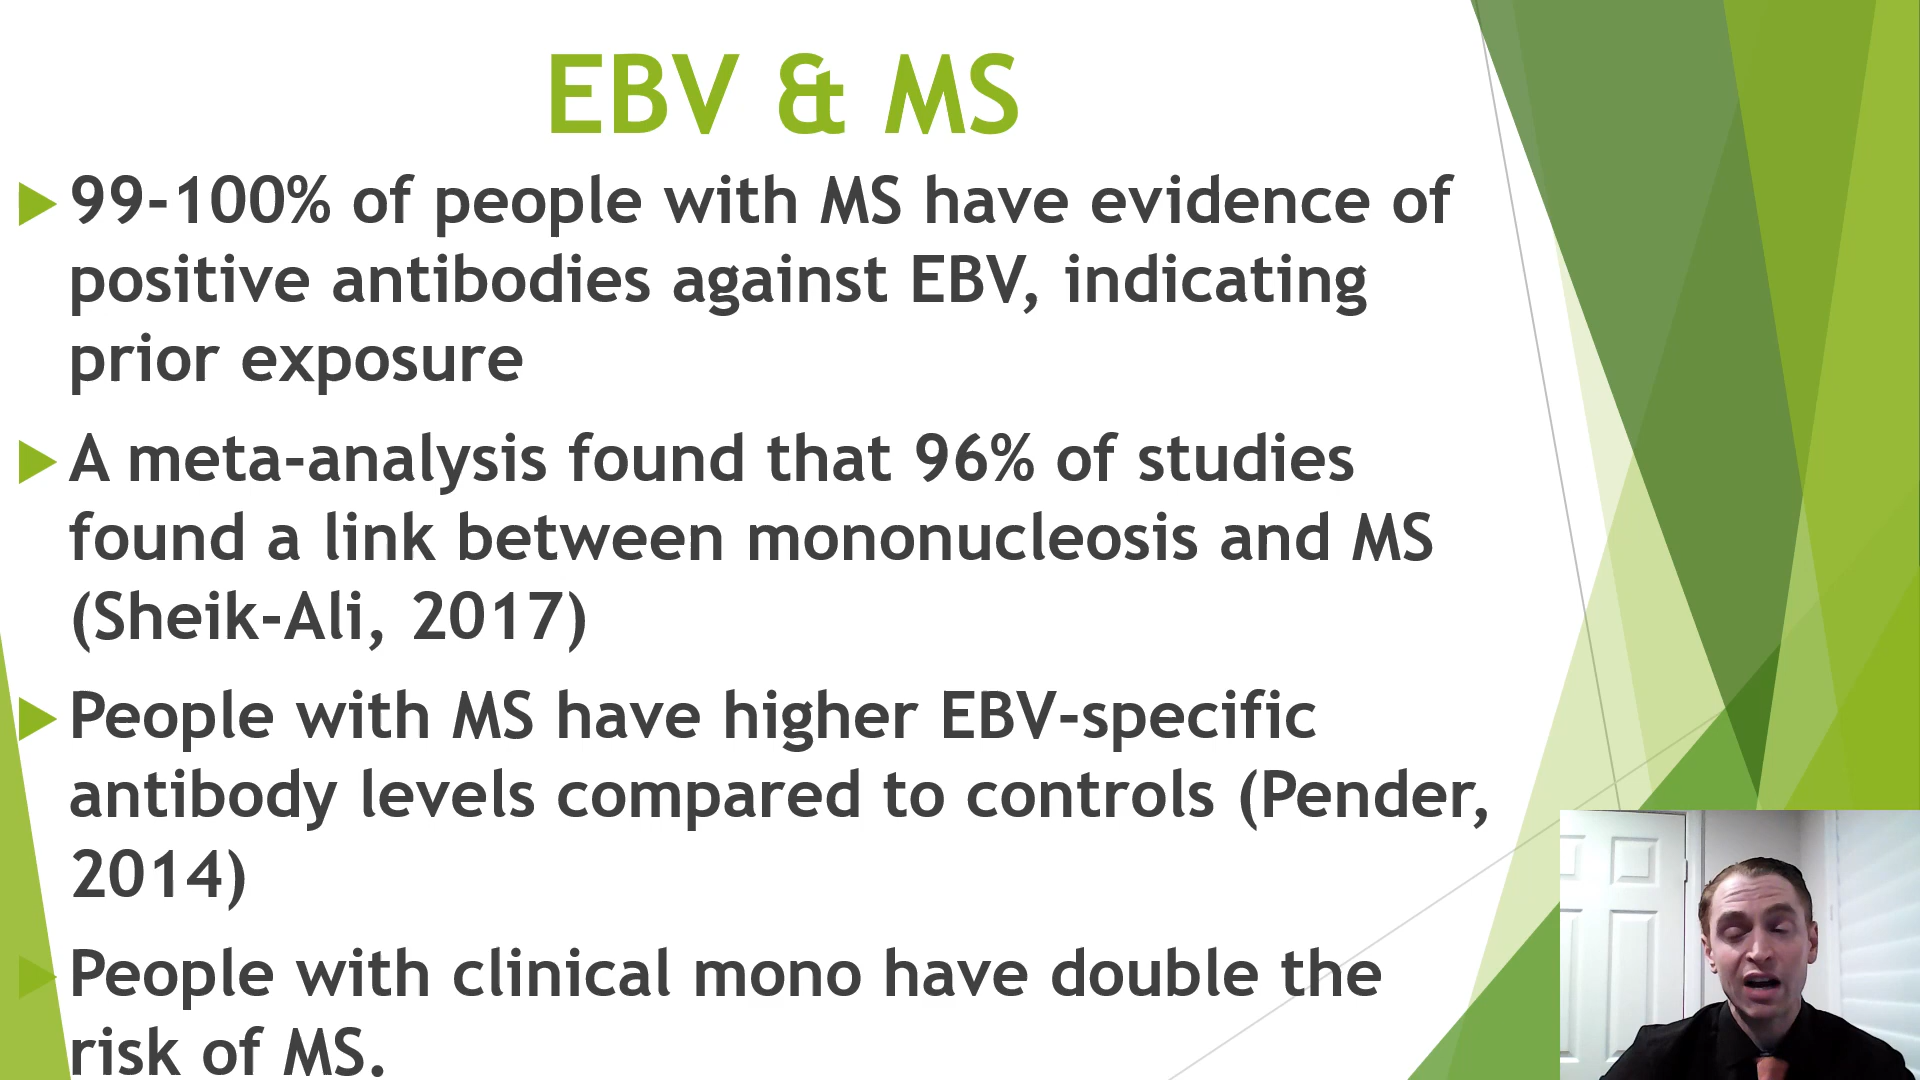 EBV & MS
99-100% of people with MS have evidence of
positive antibodies against EBV, indicating
prior exposure
A meta-analysis found that 96% of studies
found a link between mononucleosis and MS
(Sheik-Ali, 2017)
People with MS have higher EBV-specific
antibody levels compared to controls (Pender,
2014)
People with clinical mono have double the
risk of MS.